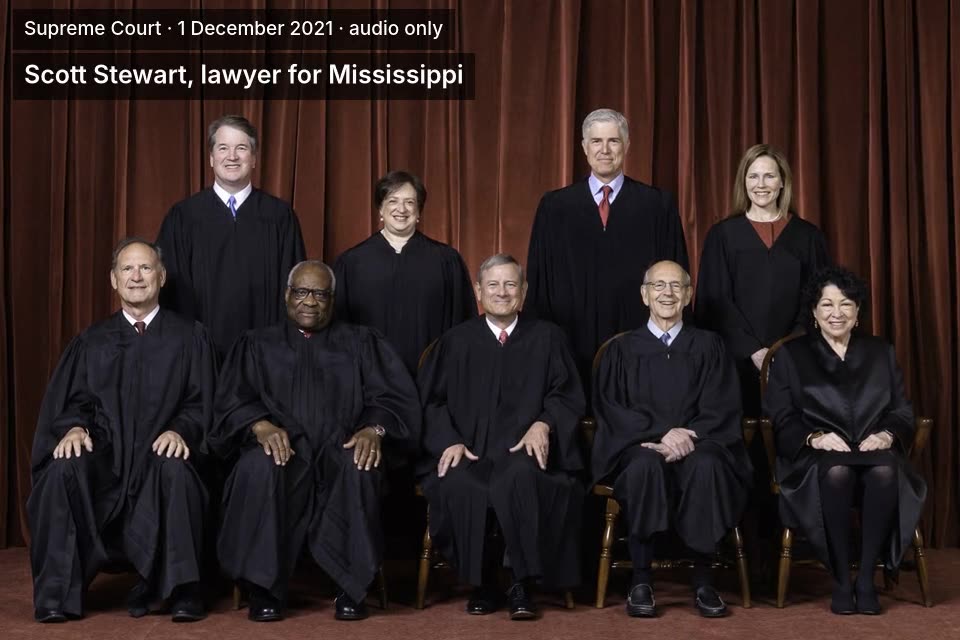 Supreme Court · 1 December 2021 · audio only
Scott Stewart, lawyer for Mississippi